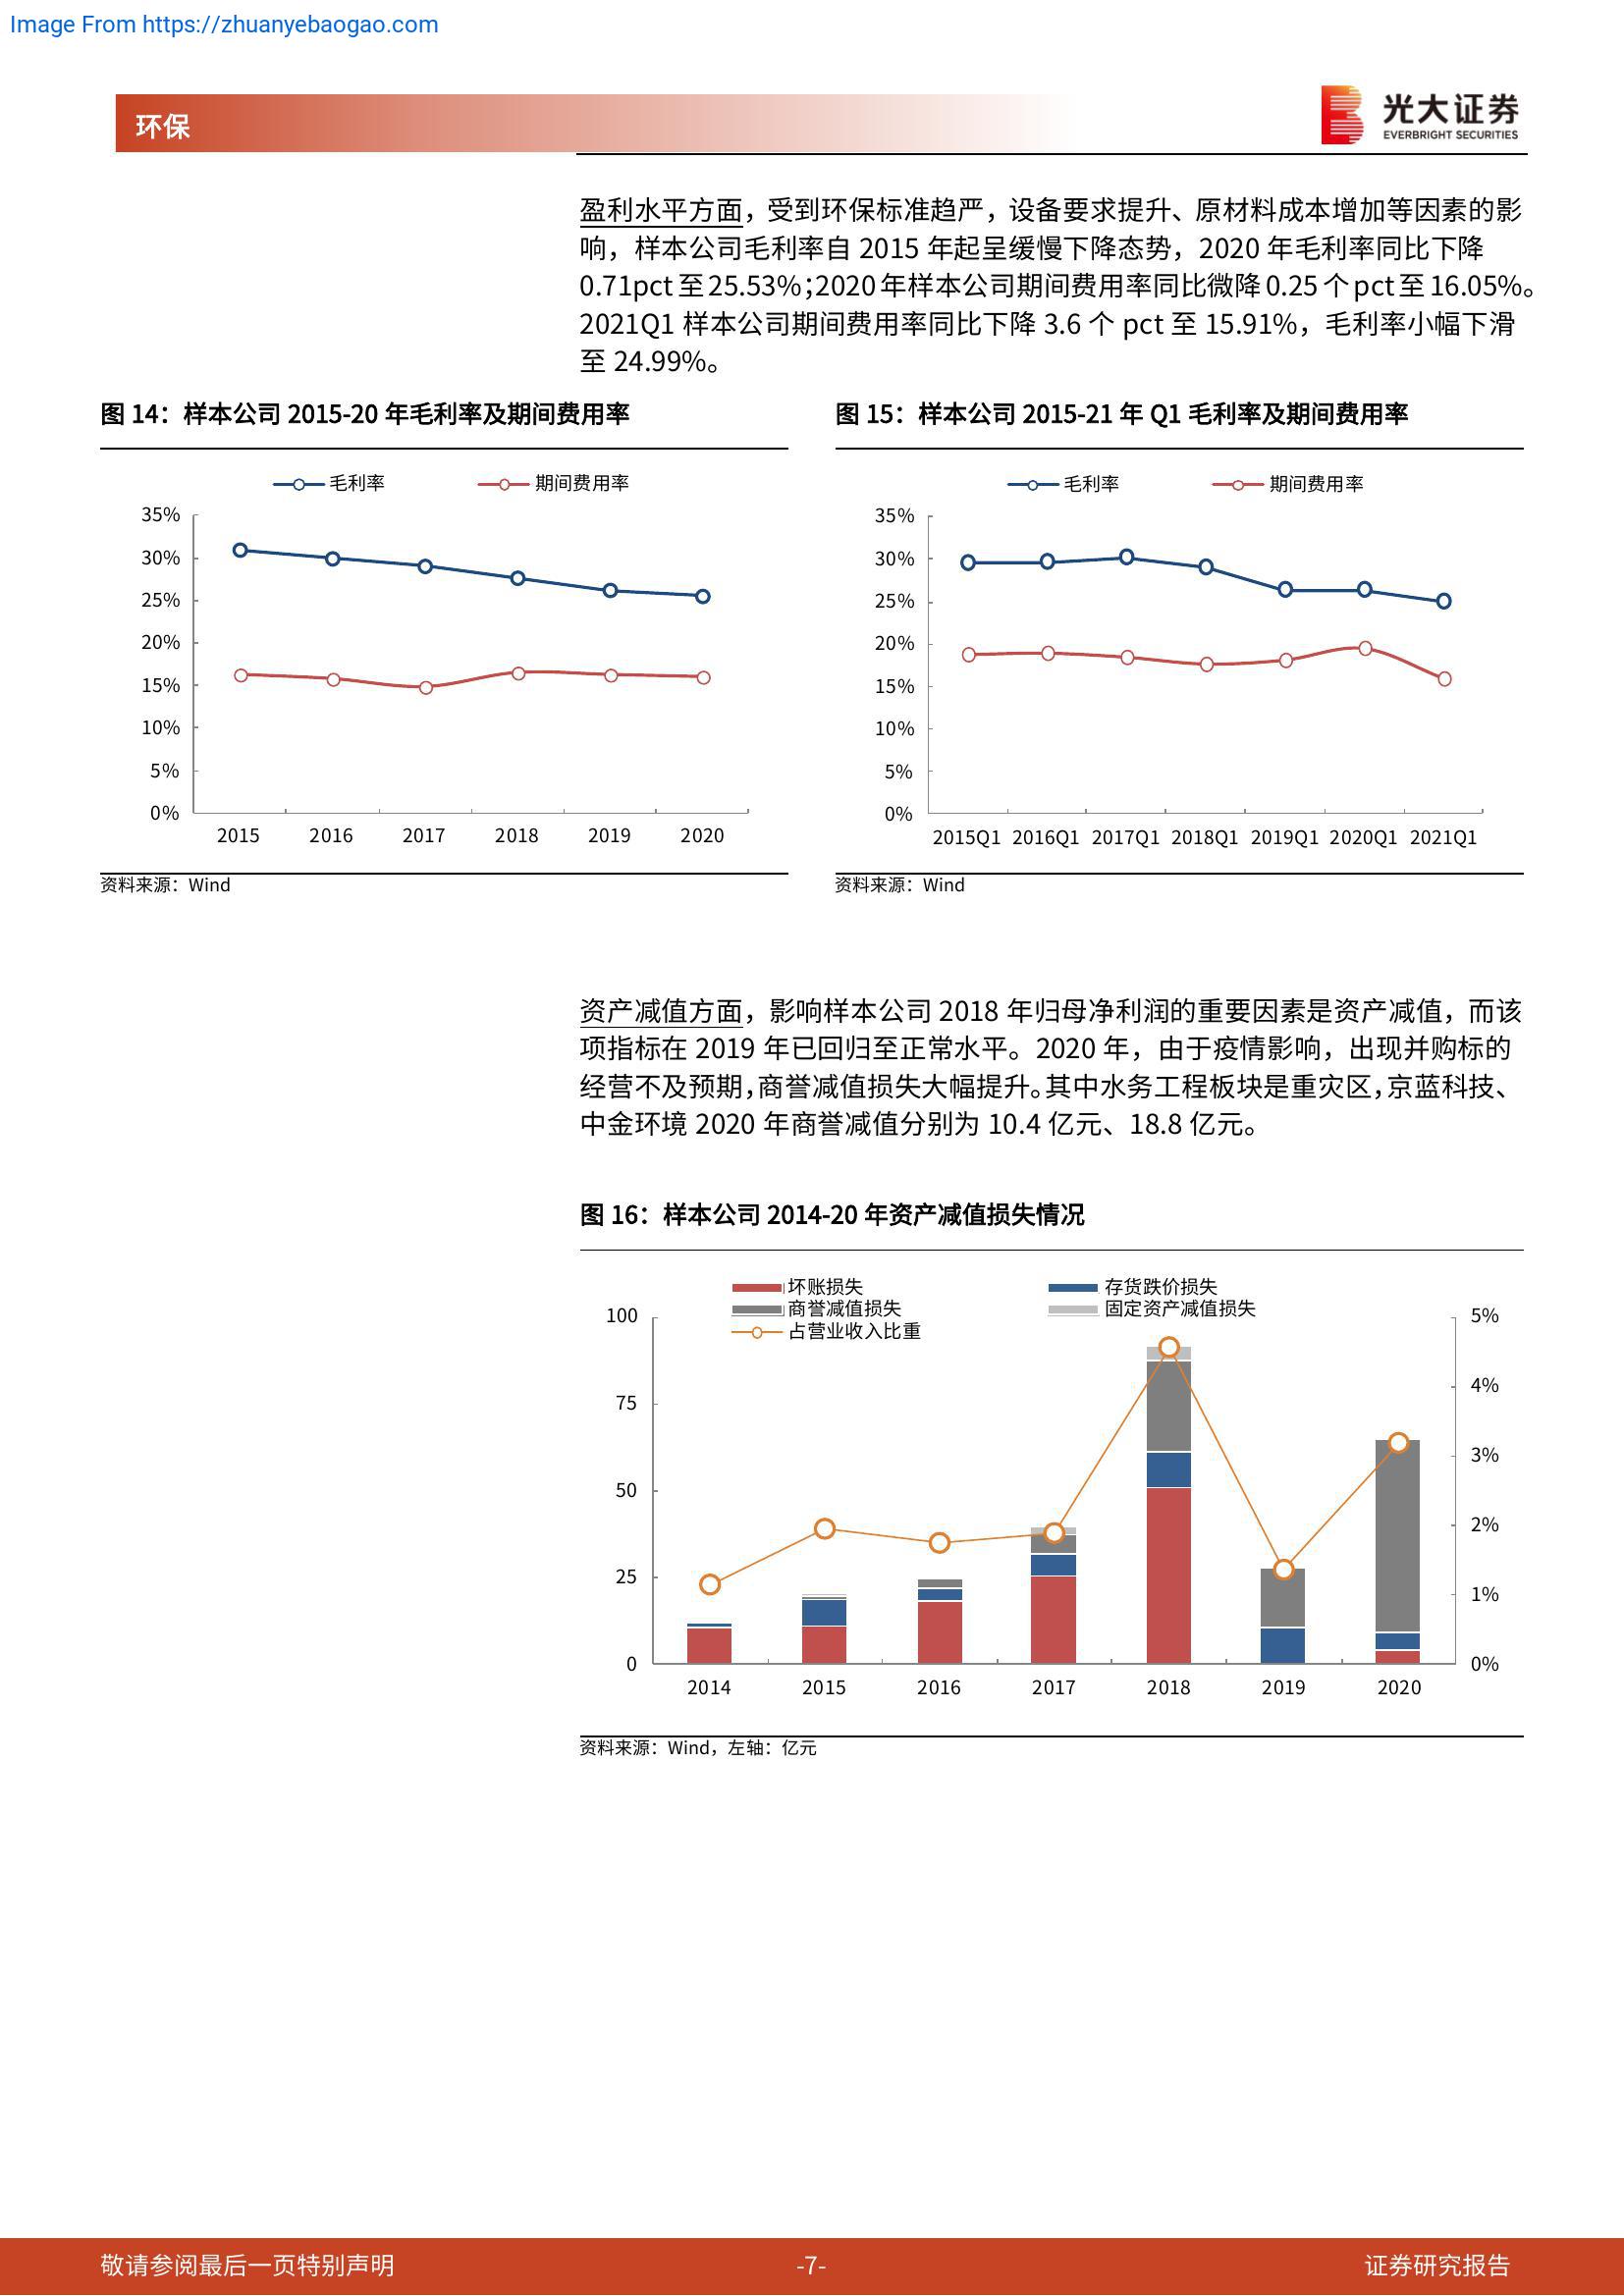 Image From https://zhuanyebaogao.com
环保
光大证券
EVERBRIGHT SECURITIES
盈利水平方面，受到环保标准趋严，设备要求提升、原材料成本增加等因素的影
响，样本公司毛利率自 2015 年起呈缓慢下降态势，2020 年毛利率同比下降
0.71pct 至 25.53%；2020 年样本公司期间费用率同比微降 0.25 个 pct 至 16.05%。
2021Q1 样本公司期间费用率同比下降 3.6 个 pct 至 15.91%，毛利率小幅下滑
至 24.99%。
图 14：样本公司 2015-20 年毛利率及期间费用率
毛利率 期间费用率
35%
30%
25%
20%
15%
10%
5%
0%
2015 2016 2017 2018 2019 2020
资料来源：Wind
图 15：样本公司 2015-21 年 Q1 毛利率及期间费用率
毛利率 期间费用率
35%
30%
25%
20%
15%
10%
5%
0%
2015Q1 2016Q1 2017Q1 2018Q1 2019Q1 2020Q1 2021Q1
资料来源：Wind
资产减值方面，影响样本公司 2018 年归母净利润的重要因素是资产减值，而该
项指标在 2019 年已回归至正常水平。2020 年，由于疫情影响，出现并购标的
经营不及预期，商誉减值损失大幅提升。其中水务工程板块是重灾区，京蓝科技、
中金环境 2020 年商誉减值分别为 10.4 亿元、18.8 亿元。
图 16：样本公司 2014-20 年资产减值损失情况
坏账损失 存货跌价损失
商誉减值损失 固定资产减值损失
占营业收入比重
100
75
50
25
0
5%
4%
3%
2%
1%
0%
2014 2015 2016 2017 2018 2019 2020
资料来源：Wind，左轴：亿元
敬请参阅最后一页特别声明 -7- 证券研究报告